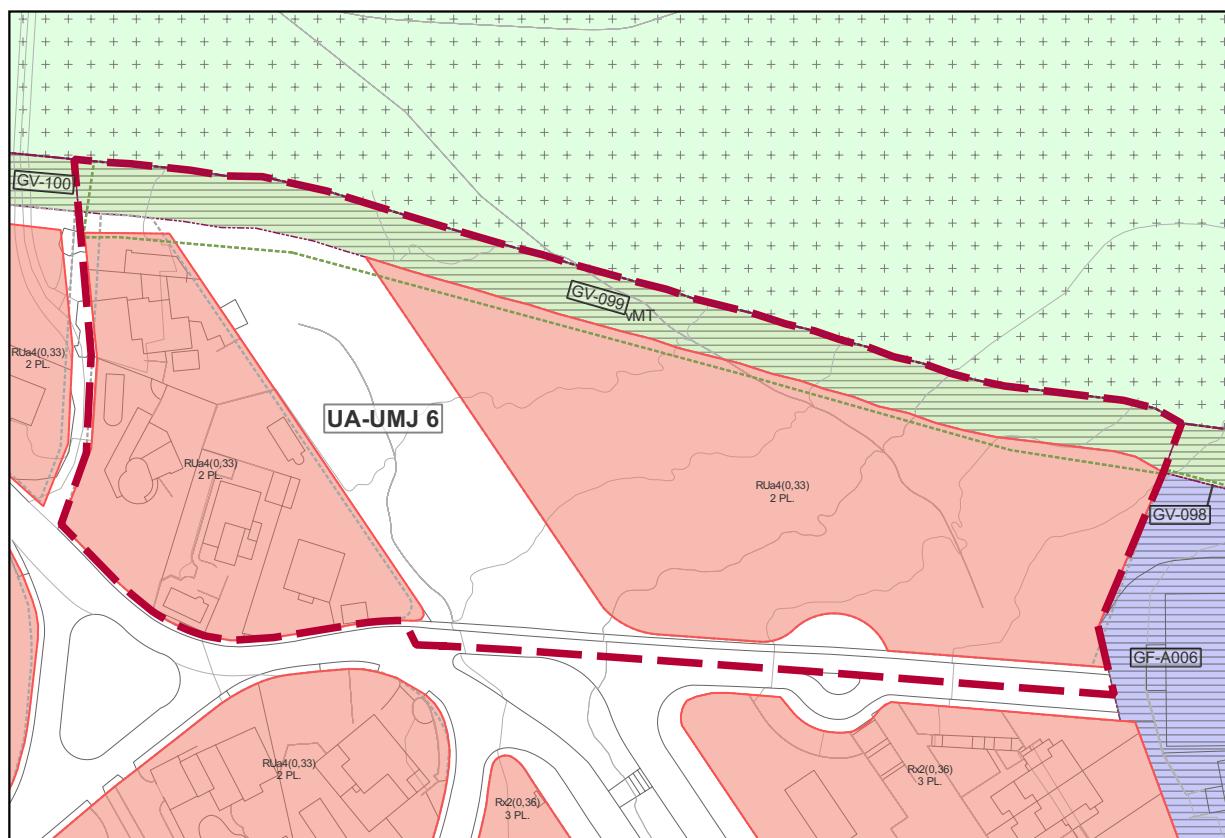 GV-100
GV-099
VMT
RUa4(0,33)
2 PL.
UA-UMJ 6
RUa4(0,33)
2 PL.
RUa4(0,33)
2 PL.
GV-098
GF-A006
RUa4(0,33)
2 PL.
Rx2(0,36)
3 PL.
Rx2(0,36)
3 PL.